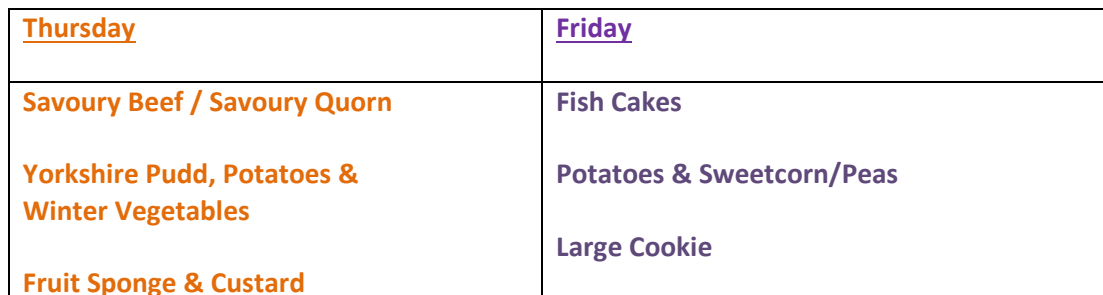 Thursday
Savoury Beef / Savoury Quorn
Yorkshire Pudd, Potatoes &
Winter Vegetables
Fruit Sponge & Custard
Friday
Fish Cakes
Potatoes & Sweetcorn/Peas
Large Cookie